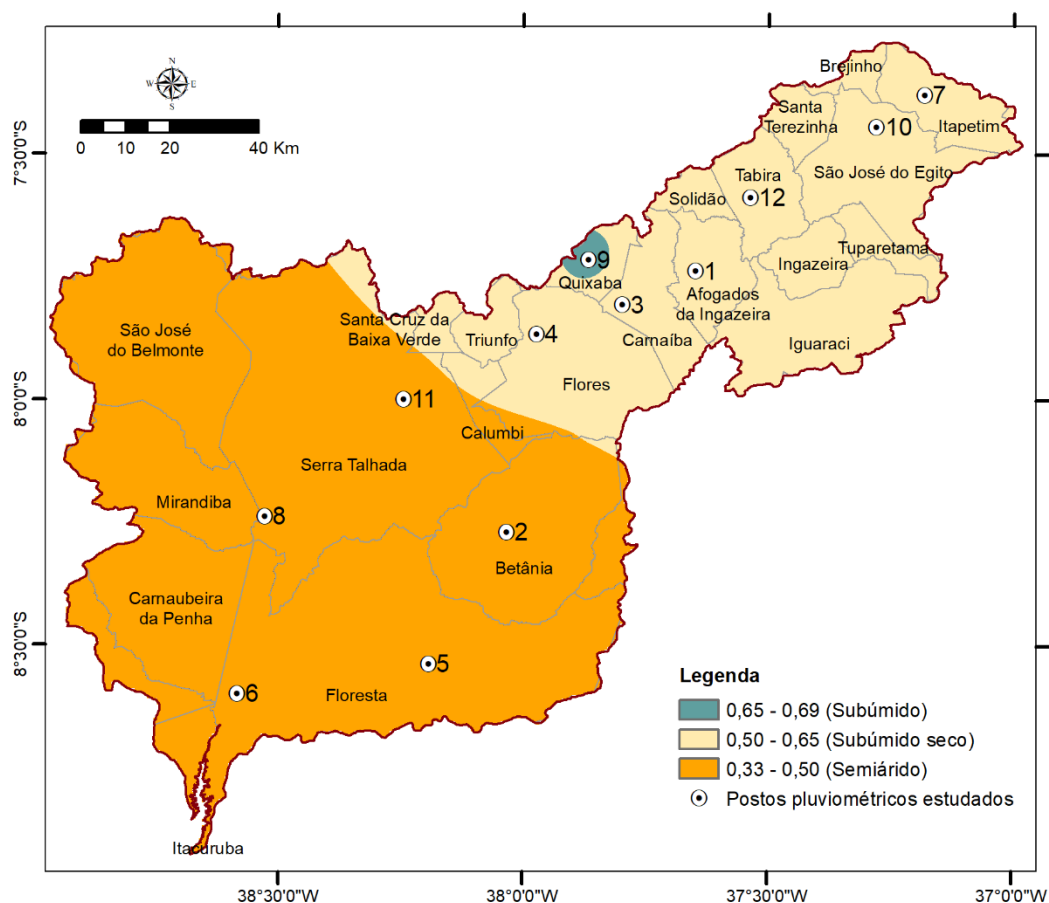 N
W E
S
0 10 20 40 Km
Brejinho
7
Santa
Terezinha
10
Itapetim
São José do Egito
Tabira
12
Solidão
Tuparetama
Ingazeira
9
Quixaba
1
Afogados
da Ingazeira
3
Carnaíba
Iguaraci
São José
do Belmonte
Santa Cruz da
Baixa Verde
Triunfo
4
Flores
11
Calumbi
Serra Talhada
Mirandiba
8
2
Betânia
Carnaubeira
da Penha
5
6
Floresta
Itacuruba
7°30'0"S
8°0'0"S
8°30'0"S
38°30'0"W
38°0'0"W
37°30'0"W
37°0'0"W
Legenda
0,65 - 0,69 (Subúmido)
0,50 - 0,65 (Subúmido seco)
0,33 - 0,50 (Semiárido)
Postos pluviométricos estudados